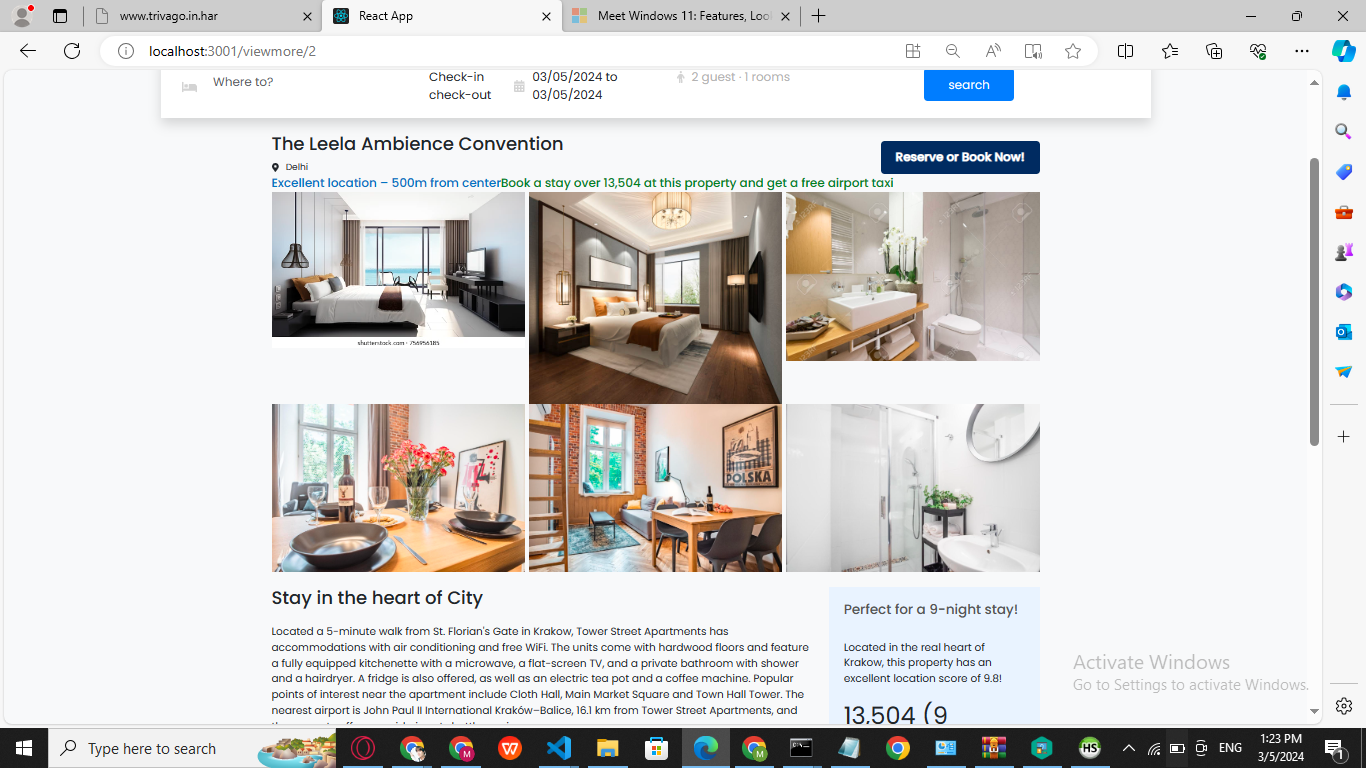 www.trivago.in.har
React App
Meet Windows 11: Features, Loo
localhost:3001/viewmore/2
Where to?
Check-in
check-out
03/05/2024 to
03/05/2024
2 guest · 1 rooms
search
The Leela Ambience Convention
Delhi
Reserve or Book Now!
Excellent location – 500m from centerBook a stay over 13,504 at this property and get a free airport taxi
shutterstock.com · 756956185
POLSKA
Stay in the heart of City
Located a 5-minute walk from St. Florian's Gate in Krakow, Tower Street Apartments has
accommodations with air conditioning and free WiFi. The units come with hardwood floors and feature
a fully equipped kitchenette with a microwave, a flat-screen TV, and a private bathroom with shower
and a hairdryer. A fridge is also offered, as well as an electric tea pot and a coffee machine. Popular
points of interest near the apartment include Cloth Hall, Main Market Square and Town Hall Tower. The
nearest airport is John Paul II International Kraków–Balice, 16.1 km from Tower Street Apartments, and
Perfect for a 9-night stay!
Located in the real heart of
Krakow, this property has an
excellent location score of 9.8!
13,504 (9
Activate Windows
Go to Settings to activate Windows.
Type here to search
HS
ENG
1:23 PM
3/5/2024
1